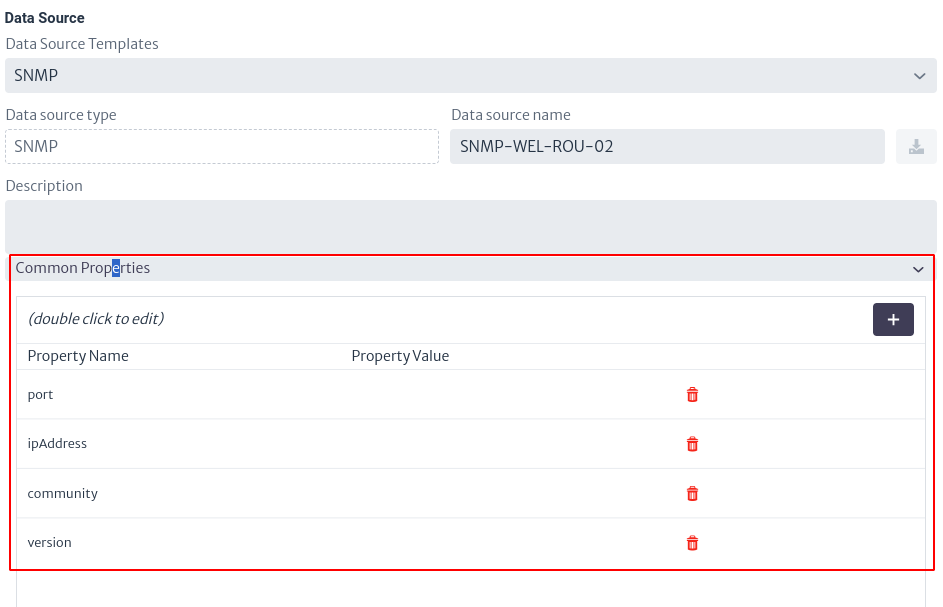 Data Source
Data Source Templates
SNMP
Data source type
Data source name
SNMP
SNMP-WEL-ROU-02
Description
Common Properties
(double click to edit)
+
Property Name
Property Value
port
ipAddress
community
version